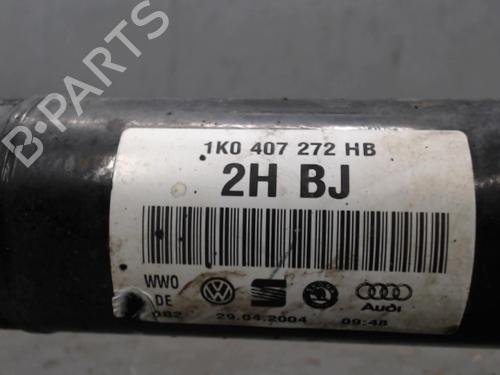 B-PARTS
1K0 407 272 HB
2H BJ
WWO
DE
082
29.04.2004 09:48
Audi